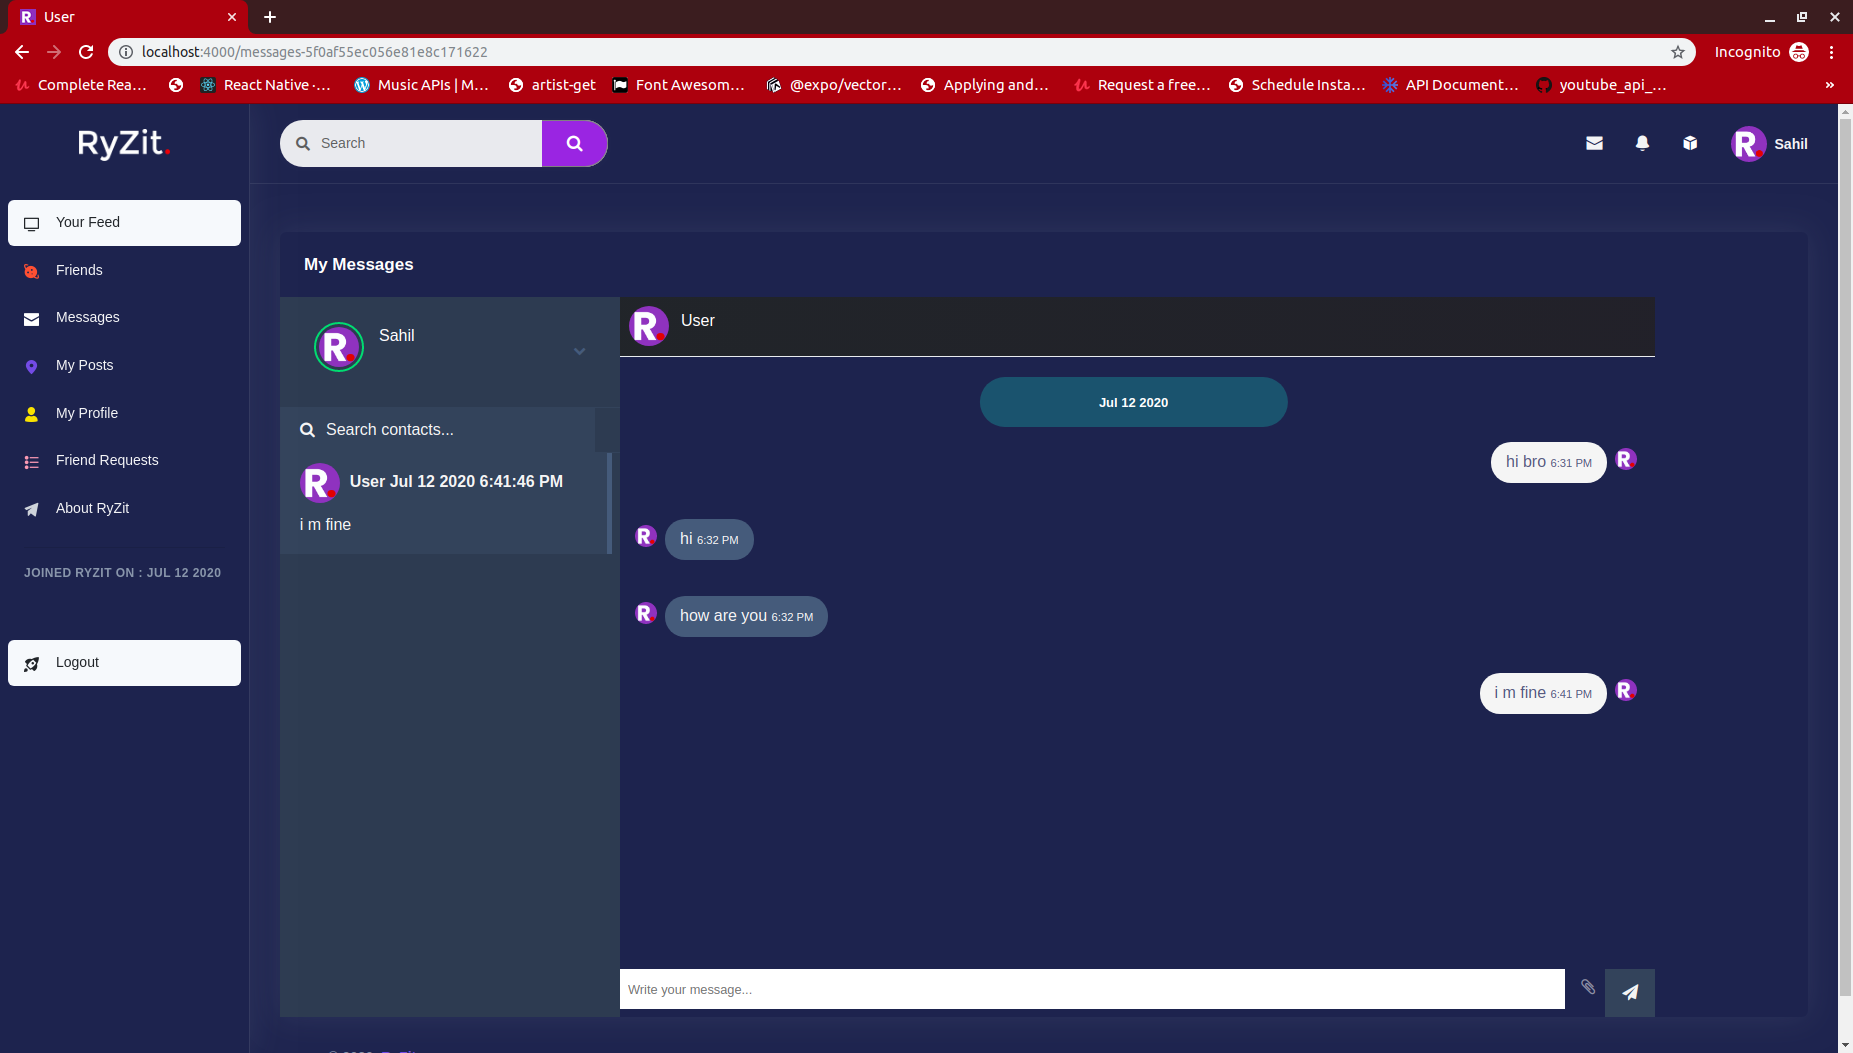 R User
localhost:4000/messages-5f0af55ec056e81e8c171622
Incognito
Complete Rea…
React Native ·…
Music APIs | M…
artist-get
Font Awesom…
@expo/vector…
Applying and…
Request a free…
Schedule Insta…
API Document…
youtube_api_…
»
RyZit.
Search
R. Sahil
Your Feed
Friends
Messages
My Posts
My Profile
Friend Requests
About RyZit
JOINED RYZIT ON : JUL 12 2020
Logout
My Messages
R. Sahil
Search contacts...
R. User Jul 12 2020 6:41:46 PM
i m fine
R. User
Jul 12 2020
hi bro 6:31 PM R.
R. hi 6:32 PM
R. how are you 6:32 PM
i m fine 6:41 PM R.
Write your message...